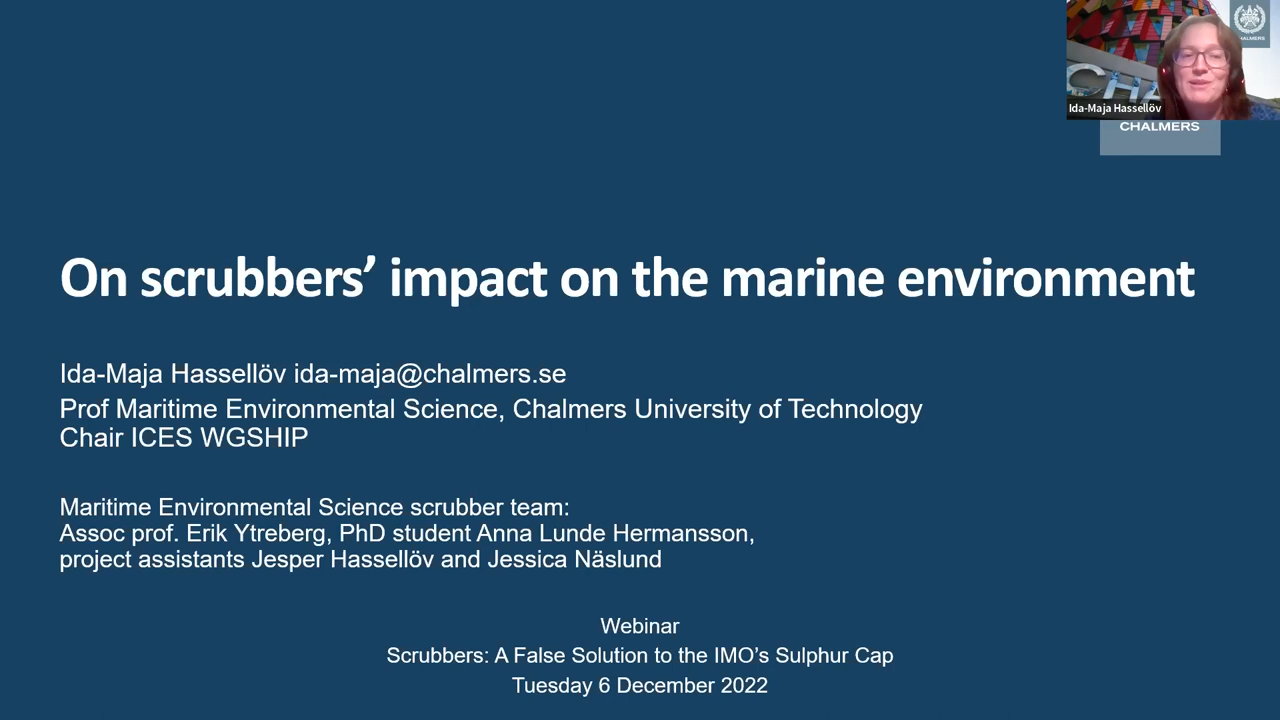 CHALMERS
CHA
Ida-Maja Hassellöv
CHALMERS
On scrubbers’ impact on the marine environment
Ida-Maja Hassellöv ida-maja@chalmers.se
Prof Maritime Environmental Science, Chalmers University of Technology
Chair ICES WGSHIP
Maritime Environmental Science scrubber team:
Assoc prof. Erik Ytreberg, PhD student Anna Lunde Hermansson,
project assistants Jesper Hassellöv and Jessica Näslund
Webinar
Scrubbers: A False Solution to the IMO’s Sulphur Cap
Tuesday 6 December 2022